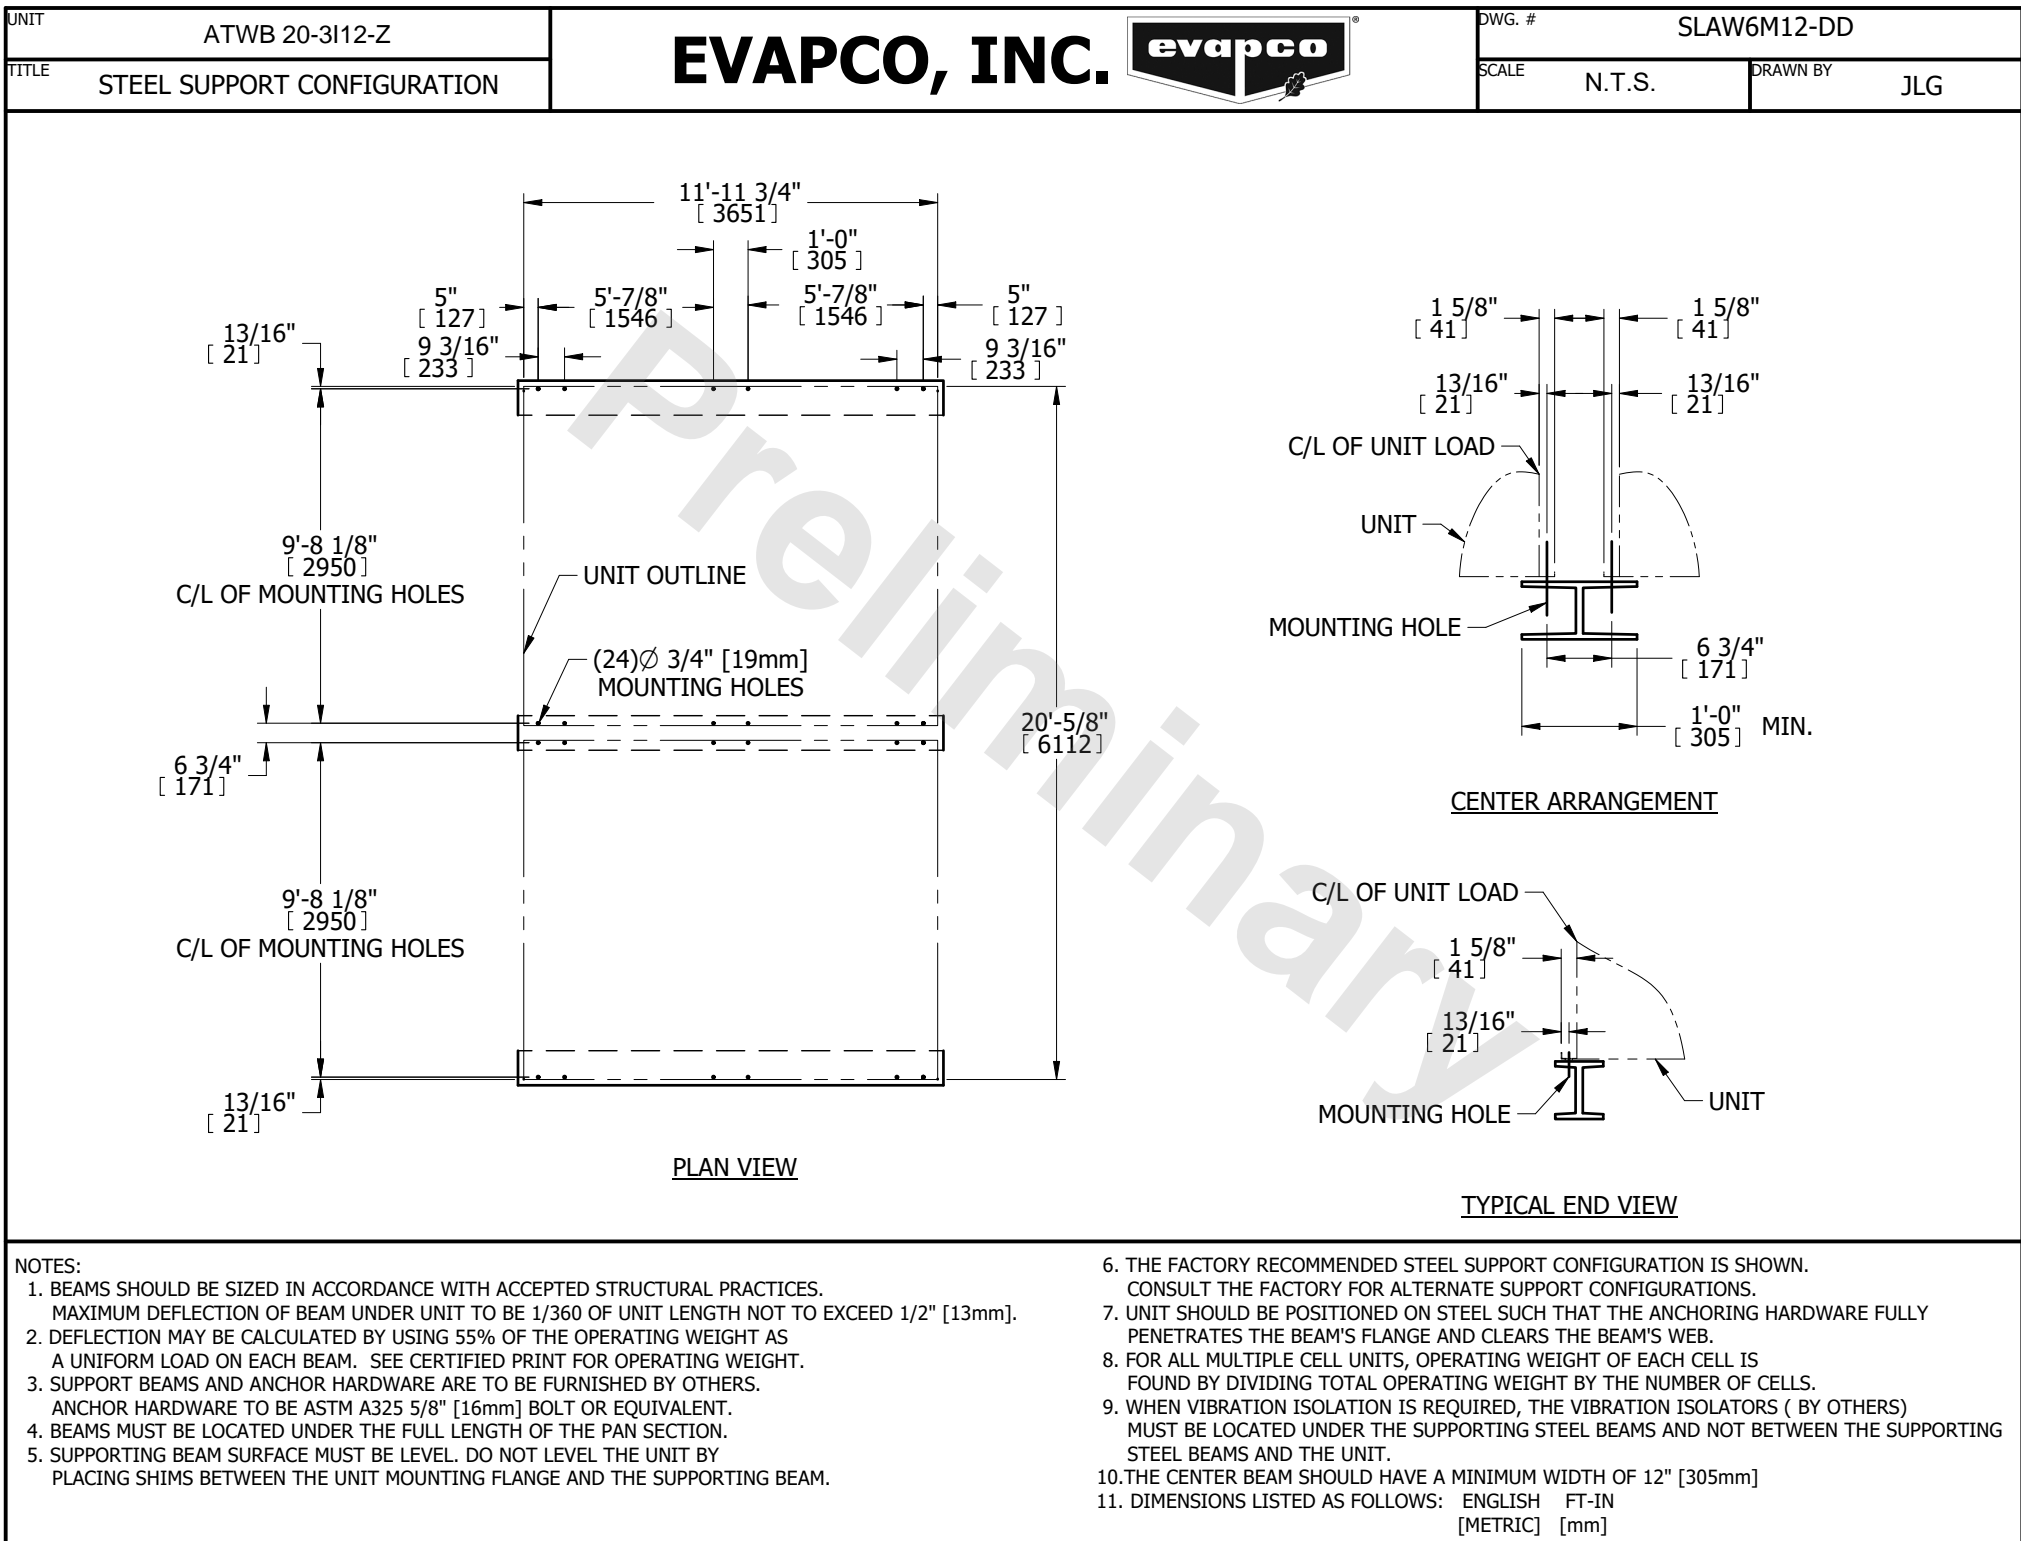 UNIT
ATWB 20-3I12-Z
TITLE
STEEL SUPPORT CONFIGURATION
EVAPCO, INC.
evapco
®
DWG. #
SLAW6M12-DD
SCALE
N.T.S.
DRAWN BY
JLG
11'-11 3/4"
[ 3651]
1'-0"
[ 305 ]
5"
[ 127]
5'-7/8"
[ 1546 ]
5'-7/8"
[ 1546 ]
5"
[ 127 ]
13/16"
[ 21]
9 3/16"
[ 233 ]
9 3/16"
[ 233 ]
9'-8 1/8"
[ 2950]
C/L OF MOUNTING HOLES
UNIT OUTLINE
(24)Ø 3/4" [19mm]
MOUNTING HOLES
6 3/4"
[ 171]
20'-5/8"
[ 6112]
9'-8 1/8"
[ 2950]
C/L OF MOUNTING HOLES
13/16"
[ 21]
PLAN VIEW
1 5/8"
[ 41]
1 5/8"
[ 41]
13/16"
[ 21]
13/16"
[ 21]
C/L OF UNIT LOAD
UNIT
MOUNTING HOLE
6 3/4"
[ 171]
1'-0"
[ 305] MIN.
CENTER ARRANGEMENT
C/L OF UNIT LOAD
1 5/8"
[ 41]
13/16"
[ 21]
MOUNTING HOLE
UNIT
TYPICAL END VIEW
Preliminary
NOTES:
1. BEAMS SHOULD BE SIZED IN ACCORDANCE WITH ACCEPTED STRUCTURAL PRACTICES.
MAXIMUM DEFLECTION OF BEAM UNDER UNIT TO BE 1/360 OF UNIT LENGTH NOT TO EXCEED 1/2" [13mm].
2. DEFLECTION MAY BE CALCULATED BY USING 55% OF THE OPERATING WEIGHT AS
A UNIFORM LOAD ON EACH BEAM. SEE CERTIFIED PRINT FOR OPERATING WEIGHT.
3. SUPPORT BEAMS AND ANCHOR HARDWARE ARE TO BE FURNISHED BY OTHERS.
ANCHOR HARDWARE TO BE ASTM A325 5/8" [16mm] BOLT OR EQUIVALENT.
4. BEAMS MUST BE LOCATED UNDER THE FULL LENGTH OF THE PAN SECTION.
5. SUPPORTING BEAM SURFACE MUST BE LEVEL. DO NOT LEVEL THE UNIT BY
PLACING SHIMS BETWEEN THE UNIT MOUNTING FLANGE AND THE SUPPORTING BEAM.
6. THE FACTORY RECOMMENDED STEEL SUPPORT CONFIGURATION IS SHOWN.
CONSULT THE FACTORY FOR ALTERNATE SUPPORT CONFIGURATIONS.
7. UNIT SHOULD BE POSITIONED ON STEEL SUCH THAT THE ANCHORING HARDWARE FULLY
PENETRATES THE BEAM'S FLANGE AND CLEARS THE BEAM'S WEB.
8. FOR ALL MULTIPLE CELL UNITS, OPERATING WEIGHT OF EACH CELL IS
FOUND BY DIVIDING TOTAL OPERATING WEIGHT BY THE NUMBER OF CELLS.
9. WHEN VIBRATION ISOLATION IS REQUIRED, THE VIBRATION ISOLATORS ( BY OTHERS)
MUST BE LOCATED UNDER THE SUPPORTING STEEL BEAMS AND NOT BETWEEN THE SUPPORTING
STEEL BEAMS AND THE UNIT.
10.THE CENTER BEAM SHOULD HAVE A MINIMUM WIDTH OF 12" [305mm]
11. DIMENSIONS LISTED AS FOLLOWS: ENGLISH FT-IN
[METRIC] [mm]